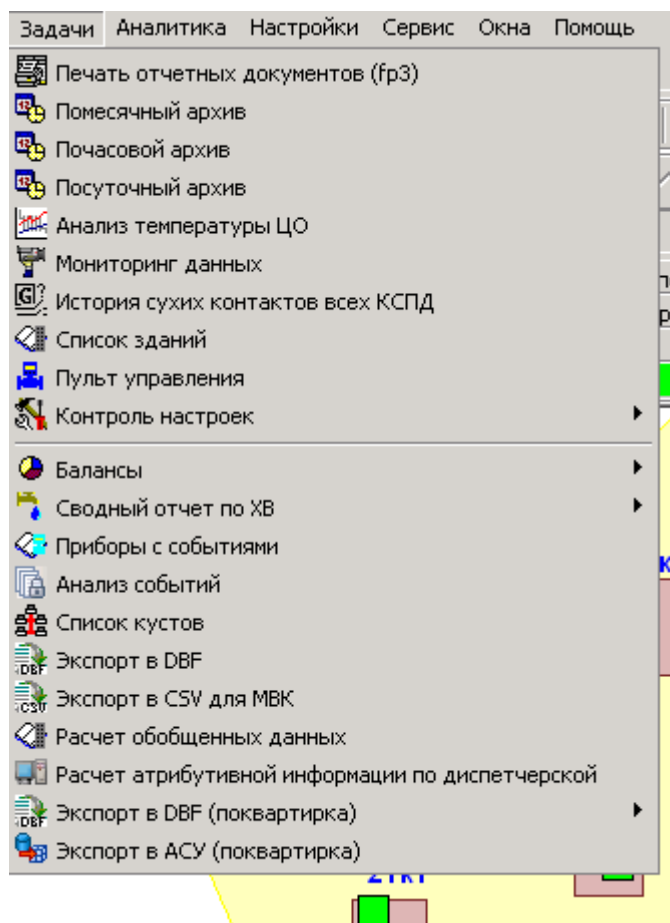 Задачи Аналитика Настройки Сервис Окна Помощь
Печать отчетных документов (fp3)
Помесячный архив
Почасовой архив
Посуточный архив
Анализ температуры ЦО
Мониторинг данных
История сухих контактов всех КСПД
Список зданий
Пульт управления
Контроль настроек
Балансы
Сводный отчет по ХВ
Приборы с событиями
Анализ событий
Список кустов
Экспорт в DBF
Экспорт в CSV для МВК
Расчет обобщенных данных
Расчет атрибутивной информации по диспетчерской
Экспорт в DBF (поквартирка)
Экспорт в АСУ (поквартирка)